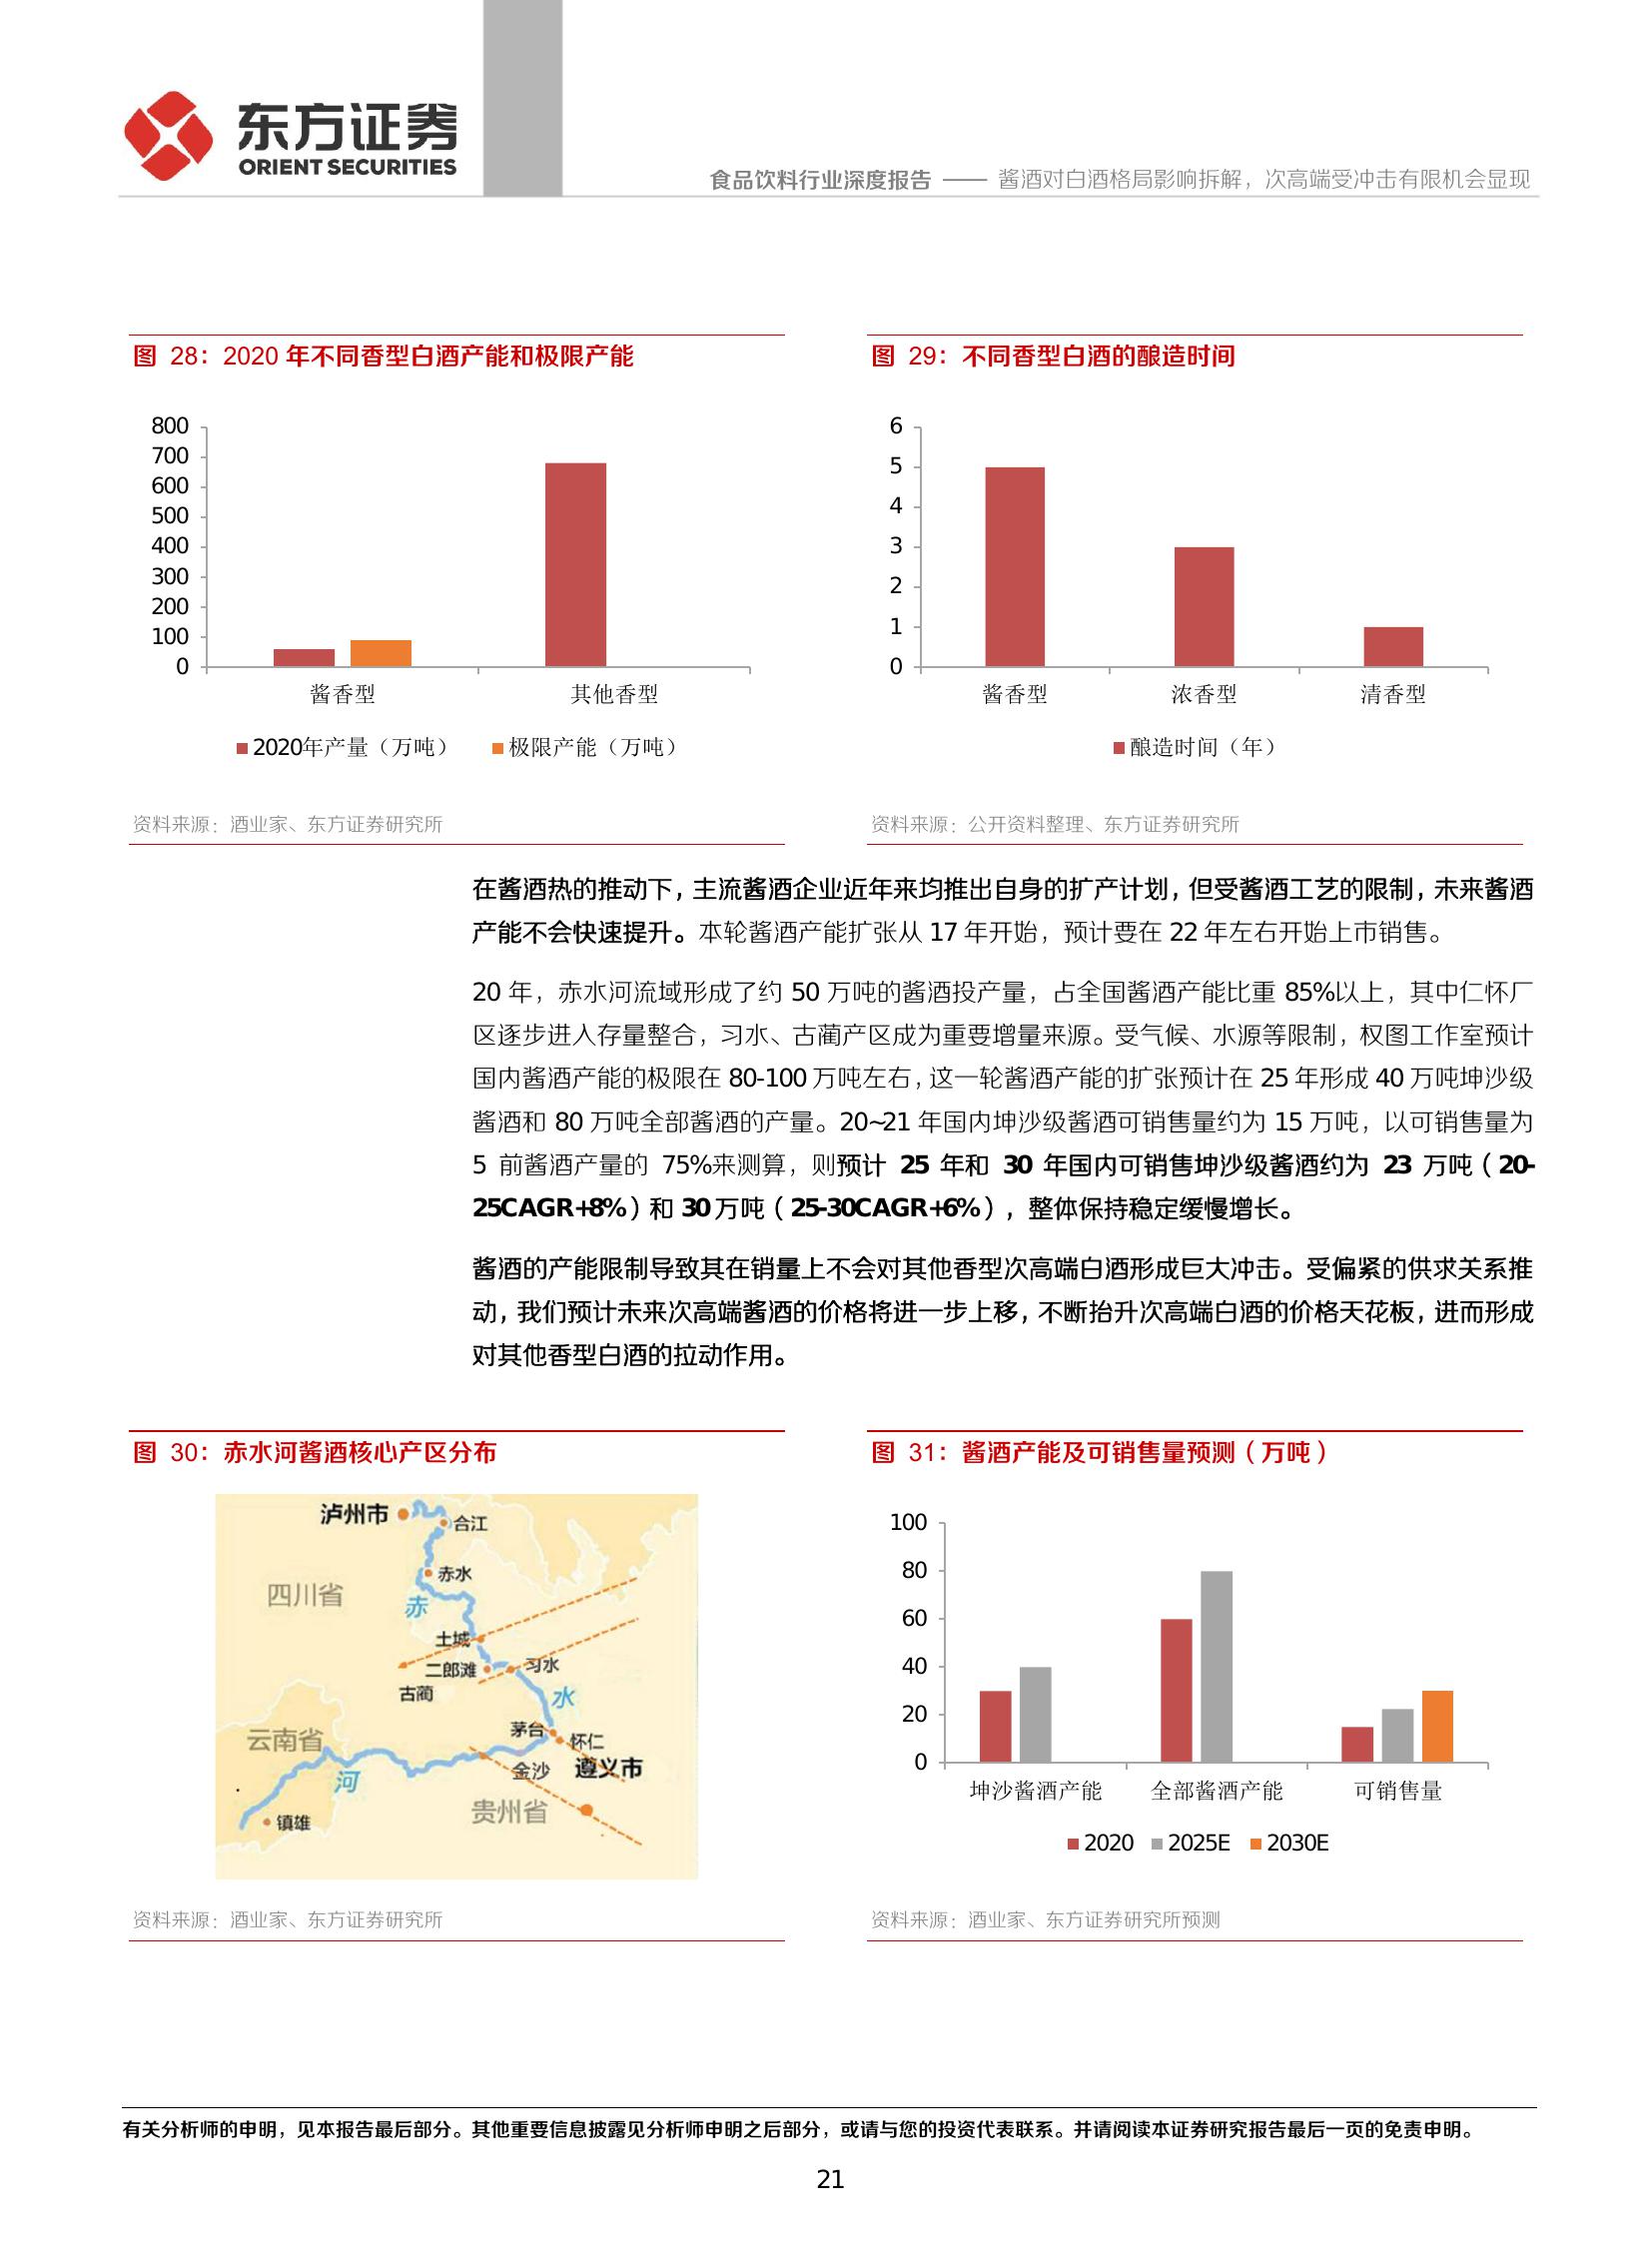 东方证券
ORIENT SECURITIES
食品饮料行业深度报告 —— 酱酒对白酒格局影响拆解，次高端受冲击有限机会显现
图 28：2020 年不同香型白酒产能和极限产能
800
700
600
500
400
300
200
100
0
酱香型 其他香型
2020年产量（万吨） 极限产能（万吨）
资料来源：酒业家、东方证券研究所
图 29：不同香型白酒的酿造时间
6
5
4
3
2
1
0
酱香型 浓香型 清香型
酿造时间（年）
资料来源：公开资料整理、东方证券研究所
在酱酒热的推动下，主流酱酒企业近年来均推出自身的扩产计划，但受酱酒工艺的限制，未来酱酒
产能不会快速提升。本轮酱酒产能扩张从 17 年开始，预计要在 22 年左右开始上市销售。
20 年，赤水河流域形成了约 50 万吨的酱酒投产量，占全国酱酒产能比重 85%以上，其中仁怀厂
区逐步进入存量整合，习水、古蔺产区成为重要增量来源。受气候、水源等限制，权图工作室预计
国内酱酒产能的极限在 80-100 万吨左右，这一轮酱酒产能的扩张预计在 25 年形成 40 万吨坤沙级
酱酒和 80 万吨全部酱酒的产量。20~21 年国内坤沙级酱酒可销售量约为 15 万吨，以可销售量为
5 前酱酒产量的 75%来测算，则预计 25 年和 30 年国内可销售坤沙级酱酒约为 23 万吨（20-
25CAGR+8%）和 30 万吨（25-30CAGR+6%），整体保持稳定缓慢增长。
酱酒的产能限制导致其在销量上不会对其他香型次高端白酒形成巨大冲击。受偏紧的供求关系推
动，我们预计未来次高端酱酒的价格将进一步上移，不断抬升次高端白酒的价格天花板，进而形成
对其他香型白酒的拉动作用。
图 30：赤水河酱酒核心产区分布
泸州市
合江
赤水
四川省
赤
土城
二郎滩
习水
古蔺
水
茅台
怀仁
云南省
金沙
遵义市
河
贵州省
镇雄
资料来源：酒业家、东方证券研究所
图 31：酱酒产能及可销售量预测（万吨）
100
80
60
40
20
0
坤沙酱酒产能 全部酱酒产能 可销售量
2020 2025E 2030E
资料来源：酒业家、东方证券研究所预测
有关分析师的申明，见本报告最后部分。其他重要信息披露见分析师申明之后部分，或请与您的投资代表联系。并请阅读本证券研究报告最后一页的免责申明。
21